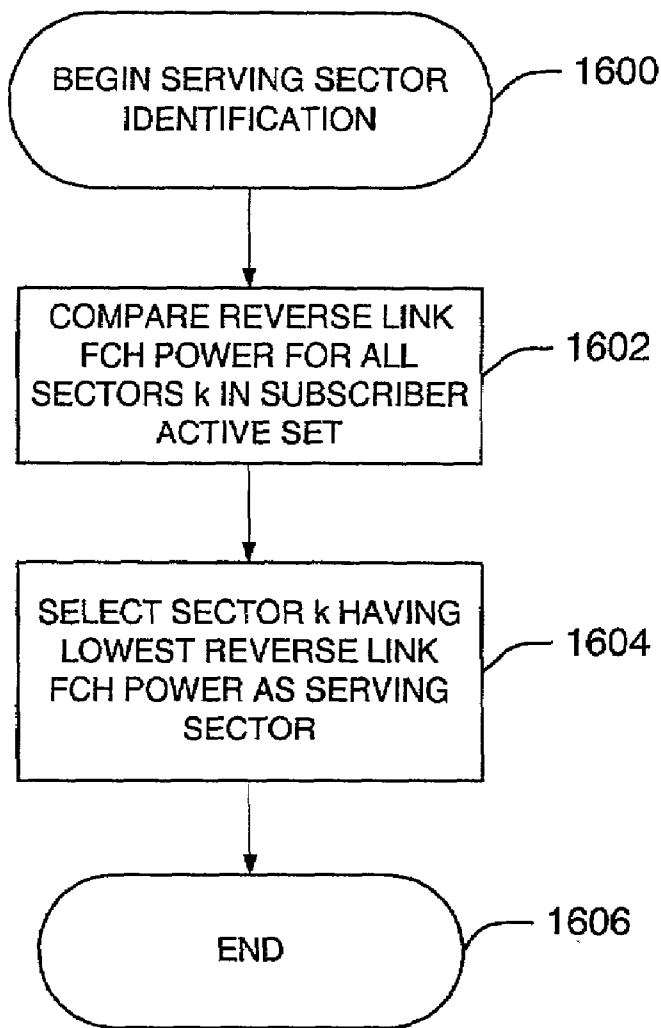 BEGIN SERVING SECTOR
IDENTIFICATION
1600
COMPARE REVERSE LINK
FCH POWER FOR ALL
SECTORS k IN SUBSCRIBER
ACTIVE SET
1602
SELECT SECTOR k HAVING
LOWEST REVERSE LINK
FCH POWER AS SERVING
SECTOR
1604
END
1606